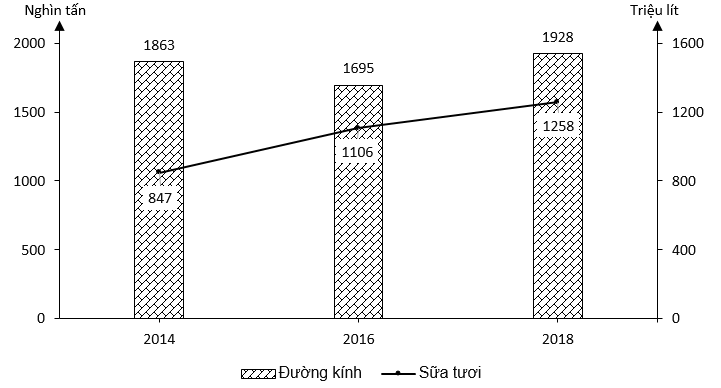 Nghìn tấn Triệu lít
2000 1863 1928 1600
1695
1500 1200
1258
1106
1000 847 800
500 400
0 0
2014 2016 2018
Đường kính Sữa tươi